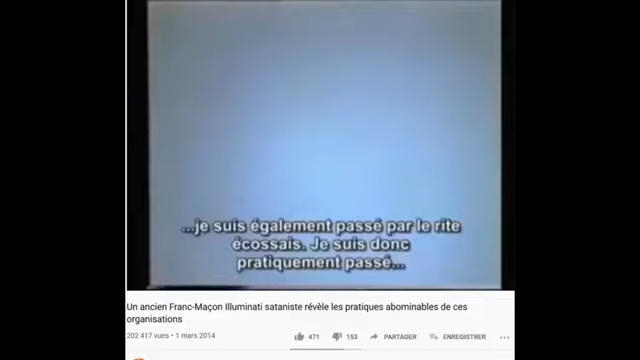 ...je suis également passé par le rite
écossais. Je suis donc
pratiquement passé...
Un ancien Franc-Maçon Illuminati sataniste révèle les pratiques abominables de ces
organisations
202 417 vues • 1 mars 2014
471
153
PARTAGER
ENREGISTRER